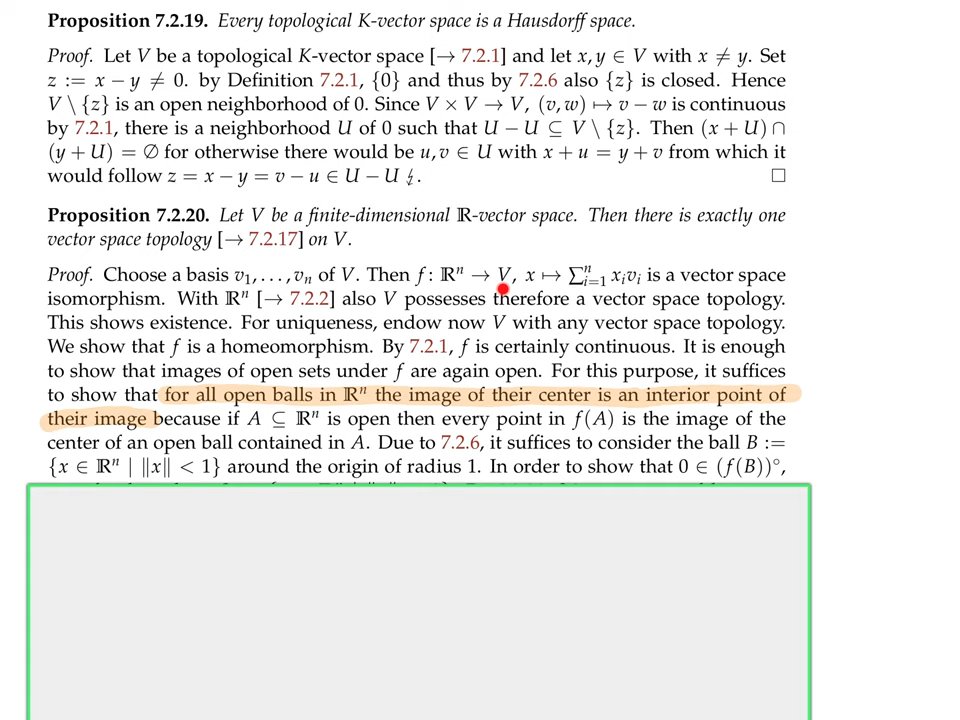 Proposition 7.2.19. Every topological K-vector space is a Hausdorff space.
Proof. Let V be a topological K-vector space [→ 7.2.1] and let x, y ∈ V with x ≠ y. Set
z := x − y ≠ 0. by Definition 7.2.1, {0} and thus by 7.2.6 also {z} is closed. Hence
V \ {z} is an open neighborhood of 0. Since V × V → V, (v, w) ↦ v − w is continuous
by 7.2.1, there is a neighborhood U of 0 such that U − U ⊆ V \ {z}. Then (x + U) ∩
(y + U) = ∅ for otherwise there would be u, v ∈ U with x + u = y + v from which it
would follow z = x − y = v − u ∈ U − U ↯. □
Proposition 7.2.20. Let V be a finite-dimensional ℝ-vector space. Then there is exactly one
vector space topology [→ 7.2.17] on V.
Proof. Choose a basis v₁, . . . , vₙ of V. Then f : ℝⁿ → V, x ↦ ∑ⁿᵢ₌₁ xᵢvᵢ is a vector space
isomorphism. With ℝⁿ [→ 7.2.2] also V possesses therefore a vector space topology.
This shows existence. For uniqueness, endow now V with any vector space topology.
We show that f is a homeomorphism. By 7.2.1, f is certainly continuous. It is enough
to show that images of open sets under f are again open. For this purpose, it suffices
to show that for all open balls in ℝⁿ the image of their center is an interior point of
their image because if A ⊆ ℝⁿ is open then every point in f(A) is the image of the
center of an open ball contained in A. Due to 7.2.6, it suffices to consider the ball B :=
{x ∈ ℝⁿ | ‖x‖ < 1} around the origin of radius 1. In order to show that 0 ∈ (f(B))°,